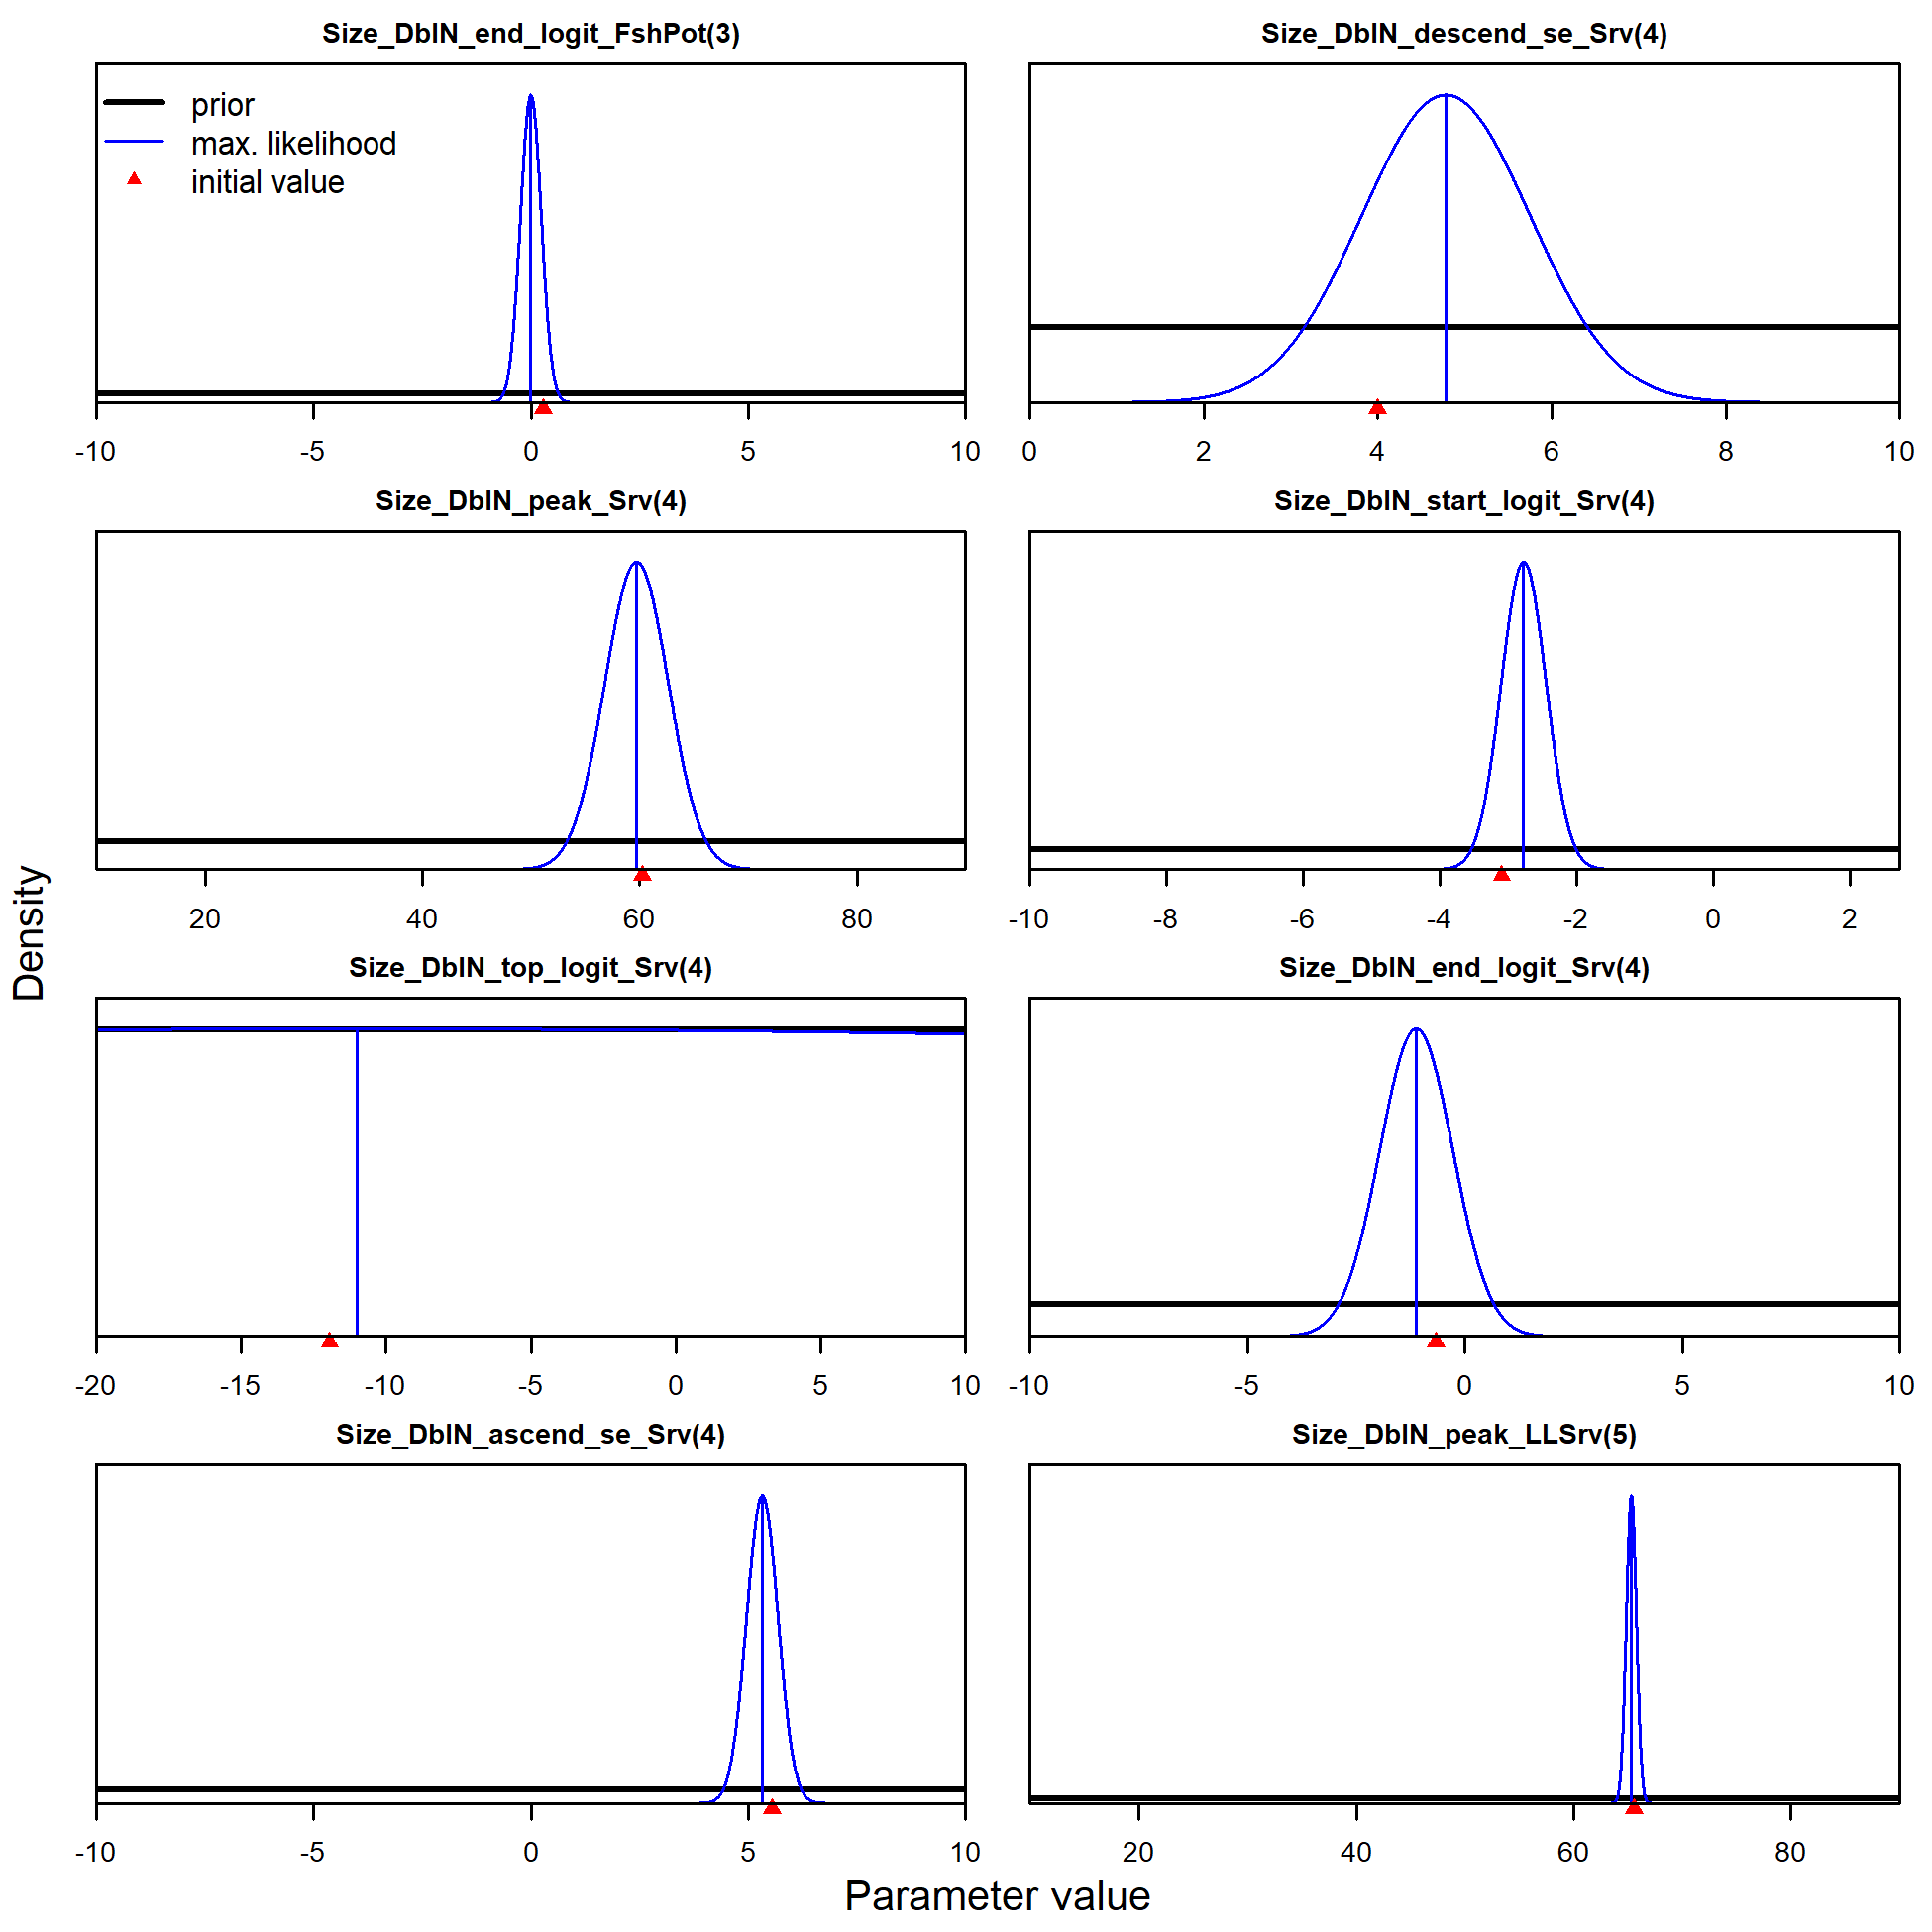 Size_DblN_end_logit_FshPot(3)
prior
max. likelihood
initial value
-10 -5 0 5 10
Size_DblN_descend_se_Srv(4)
0 2 4 6 8 10
Size_DblN_peak_Srv(4)
20 40 60 80
Size_DblN_start_logit_Srv(4)
-10 -8 -6 -4 -2 0 2
Size_DblN_top_logit_Srv(4)
-20 -15 -10 -5 0 5 10
Size_DblN_end_logit_Srv(4)
-10 -5 0 5 10
Size_DblN_ascend_se_Srv(4)
-10 -5 0 5 10
Size_DblN_peak_LLSrv(5)
20 40 60 80
Density
Parameter value